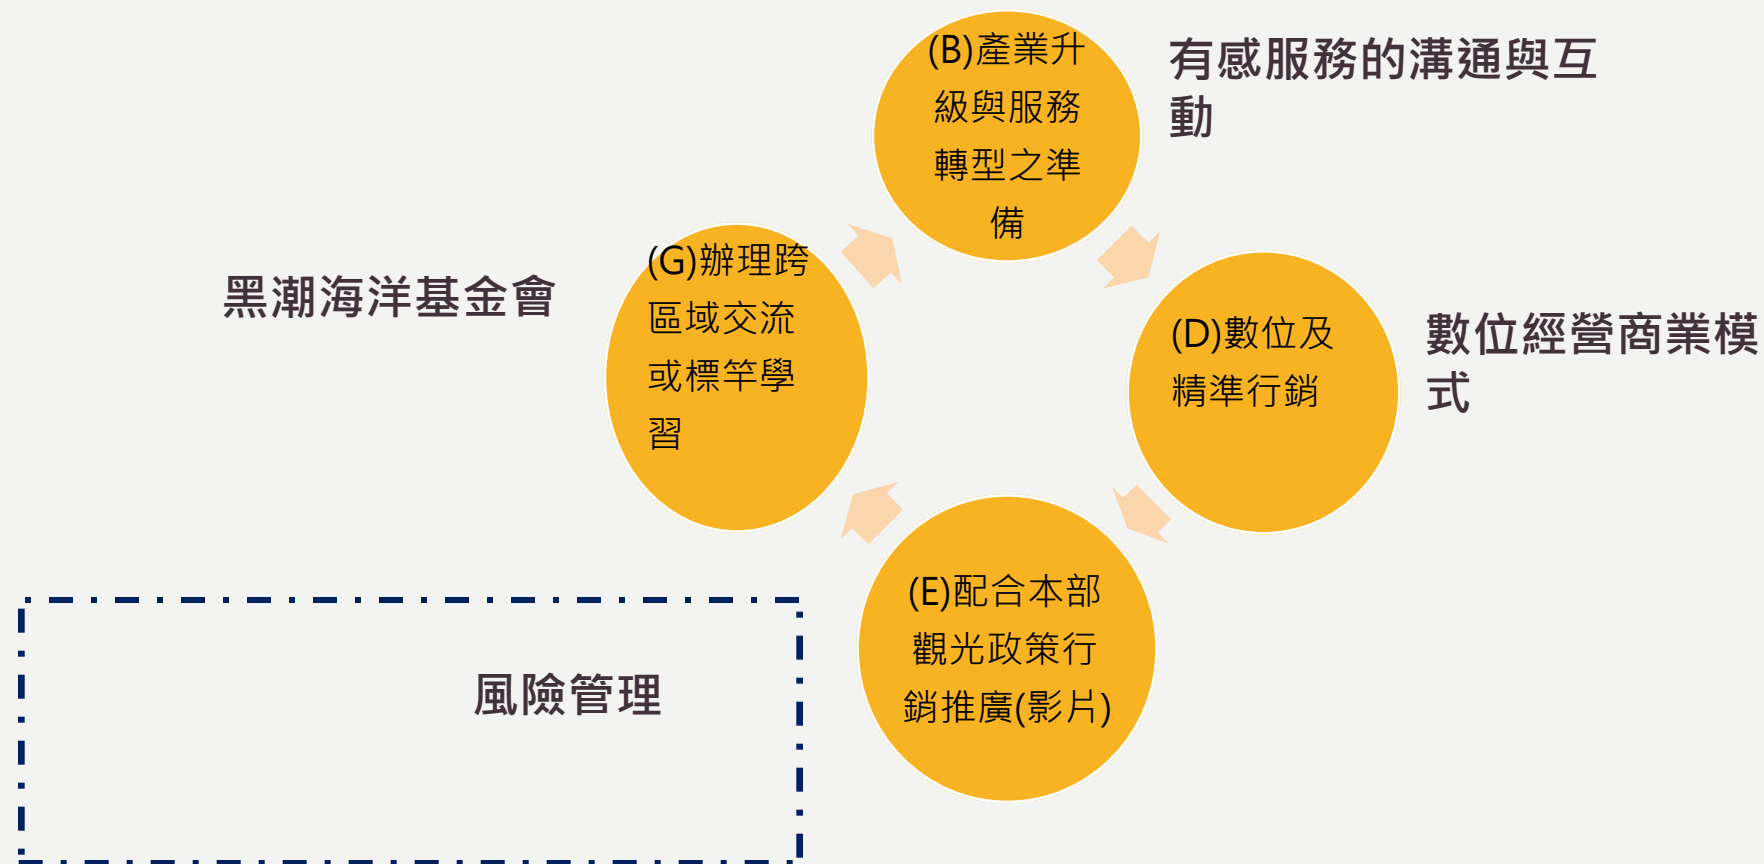 (B)產業升
級與服務
轉型之準
備
有感服務的溝通與互
動
(G)辦理跨
區域交流
或標竿學
習
黑潮海洋基金會
(D)數位及
精準行銷
數位經營商業模
式
(E)配合本部
觀光政策行
銷推廣(影片)
風險管理